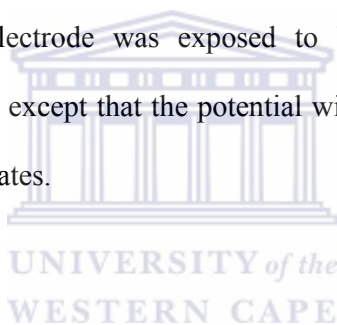 lectrode was exposed to
except that the potential wi
ates.
UNIVERSITY of the
WESTERN CAPE